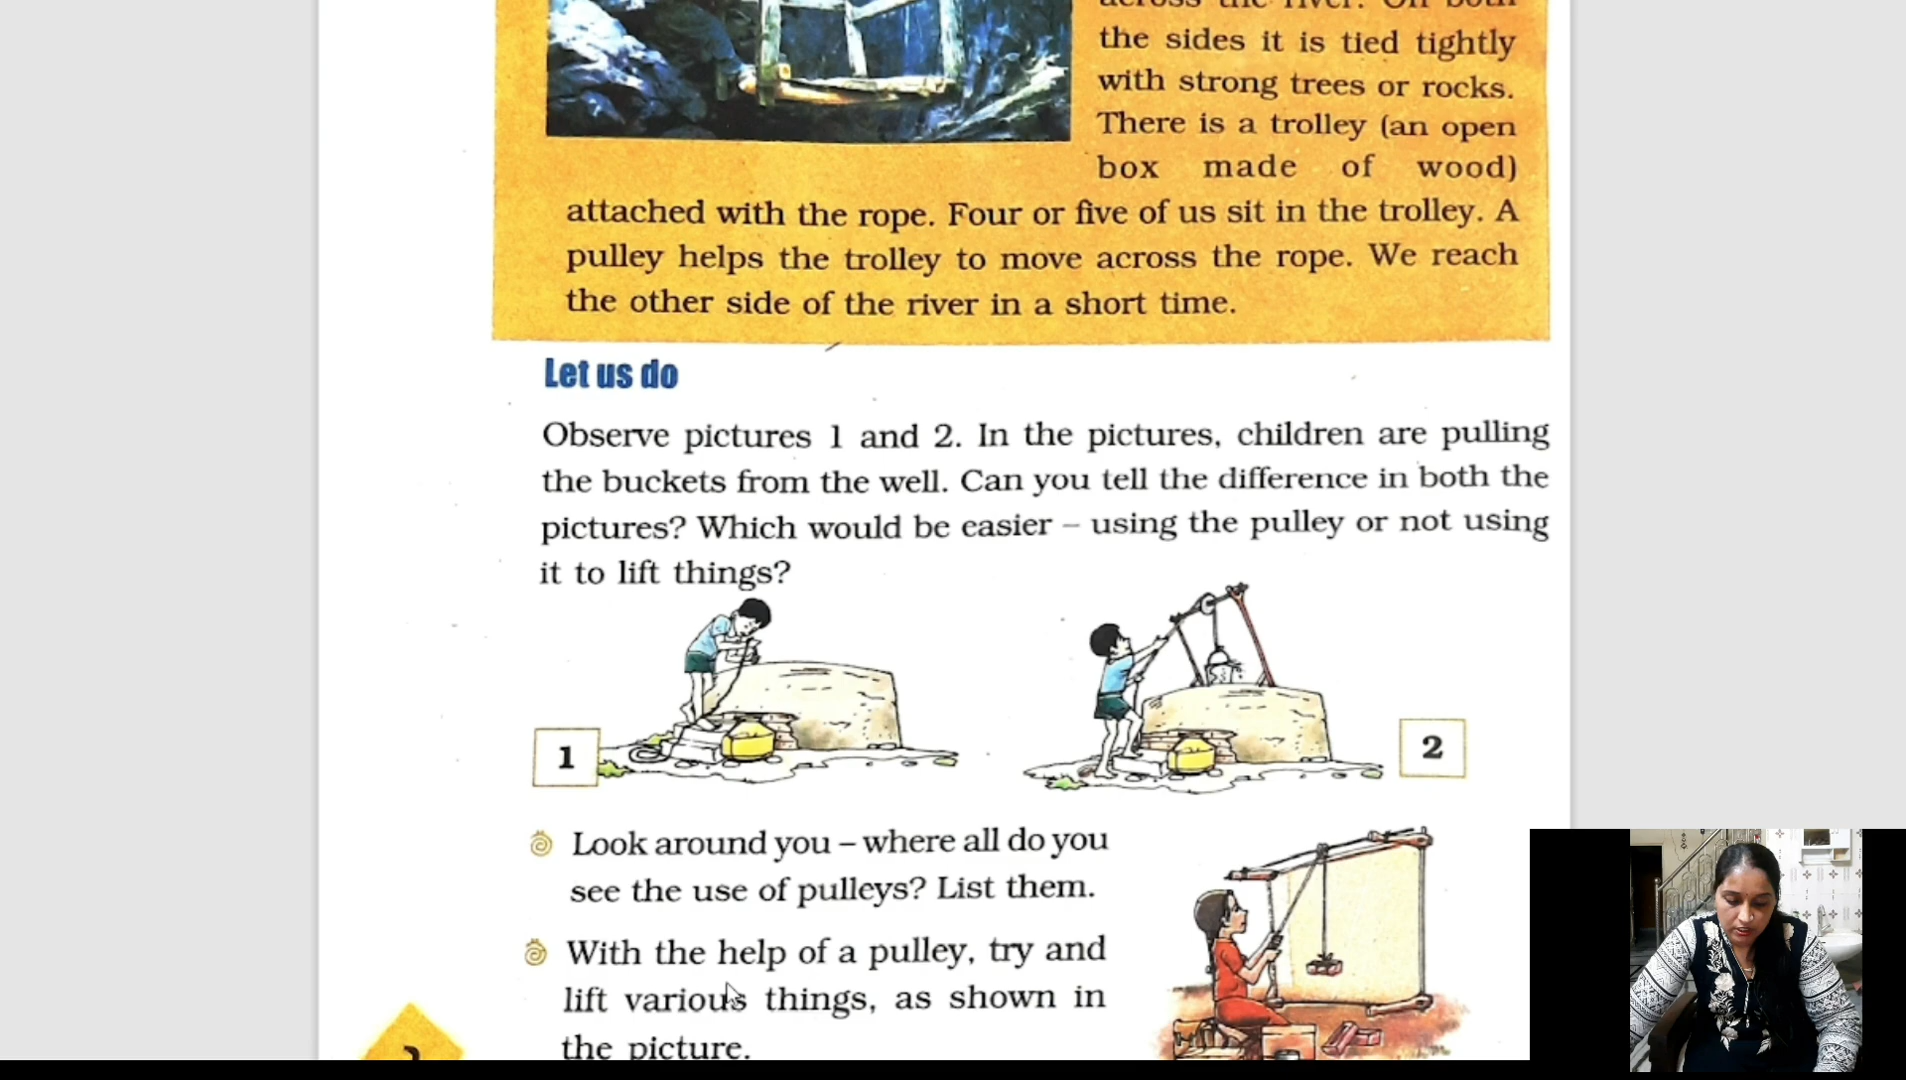 across the river. On both
the sides it is tied tightly
with strong trees or rocks.
There is a trolley (an open
box made of wood)
attached with the rope. Four or five of us sit in the trolley. A
pulley helps the trolley to move across the rope. We reach
the other side of the river in a short time.
Let us do
Observe pictures 1 and 2. In the pictures, children are pulling
the buckets from the well. Can you tell the difference in both the
pictures? Which would be easier – using the pulley or not using
it to lift things?
1
2
Look around you – where all do you
see the use of pulleys? List them.
With the help of a pulley, try and
lift various things, as shown in
the picture.